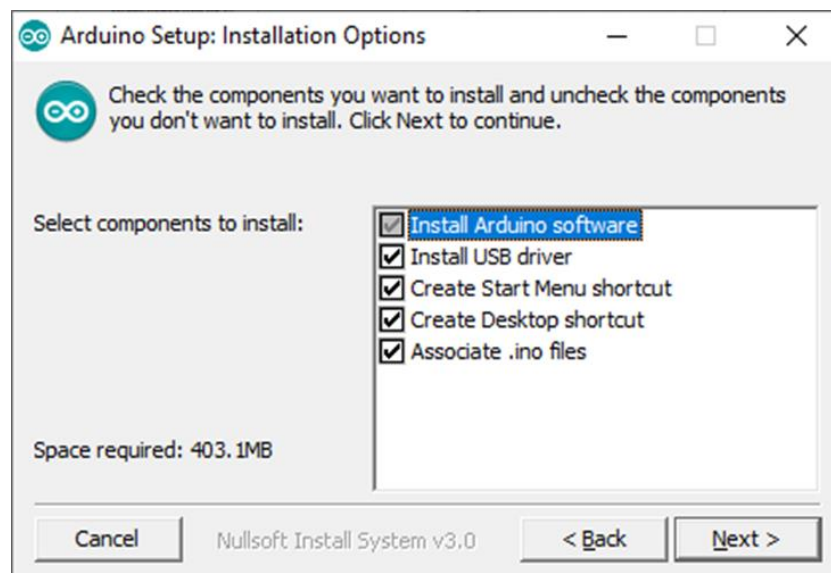 Arduino Setup: Installation Options
Check the components you want to install and uncheck the components
you don't want to install. Click Next to continue.
Select components to install:
Install Arduino software
Install USB driver
Create Start Menu shortcut
Create Desktop shortcut
Associate .ino files
Space required: 403.1MB
Cancel
Nullsoft Install System v3.0
< Back
Next >